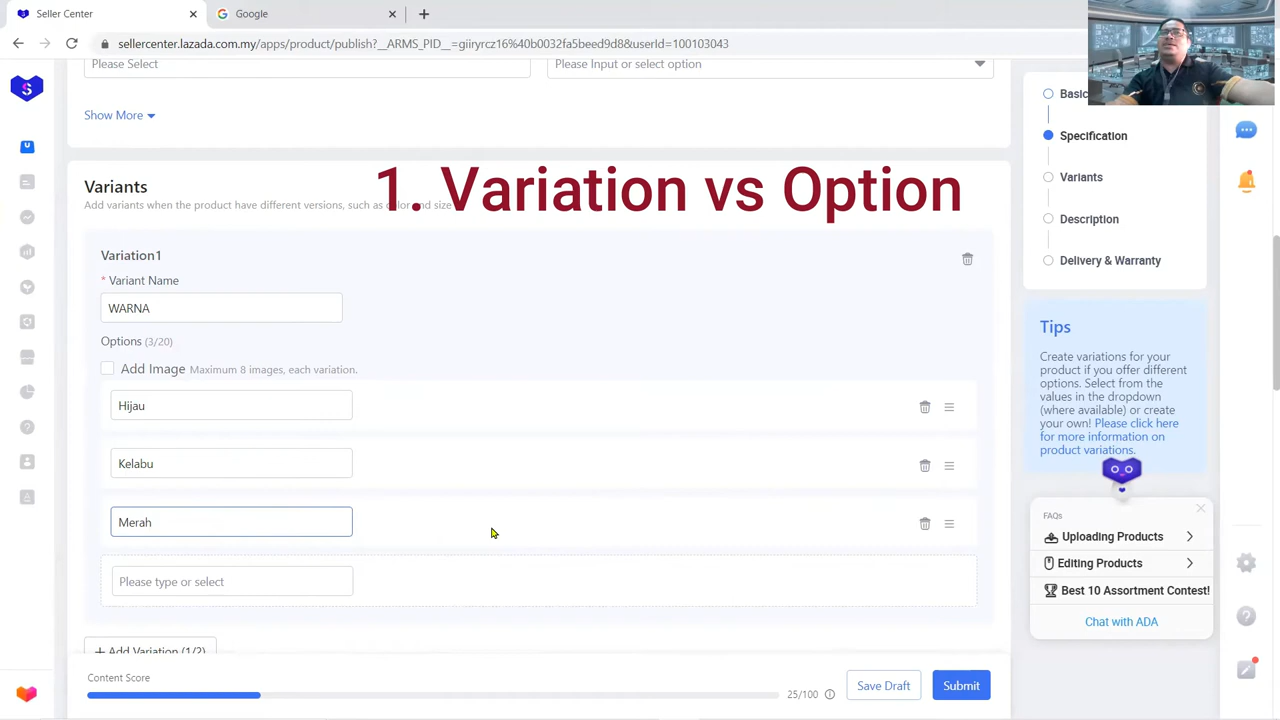 Seller Center
Google
sellercenter.lazada.com.my/apps/product/publish?__ARMS_PID__=giiryrcz16%40b0032fa5beed9d8&userId=100103043
Please Select
Please Input or select option
Show More
1. Variation vs Option
Variants
Add variants when the product have different versions, such as color and size
Variation1
* Variant Name
WARNA
Options (3/20)
Add Image Maximum 8 images, each variation.
Hijau
Kelabu
Merah
Please type or select
+ Add Variation (1/2)
Content Score
25/100
Save Draft
Submit
Basic
Specification
Variants
Description
Delivery & Warranty
Tips
Create variations for your
product if you offer different
options. Select from the
values in the dropdown
(where available) or create
your own! Please click here
for more information on
product variations.
FAQs
Uploading Products
Editing Products
Best 10 Assortment Contest!
Chat with ADA